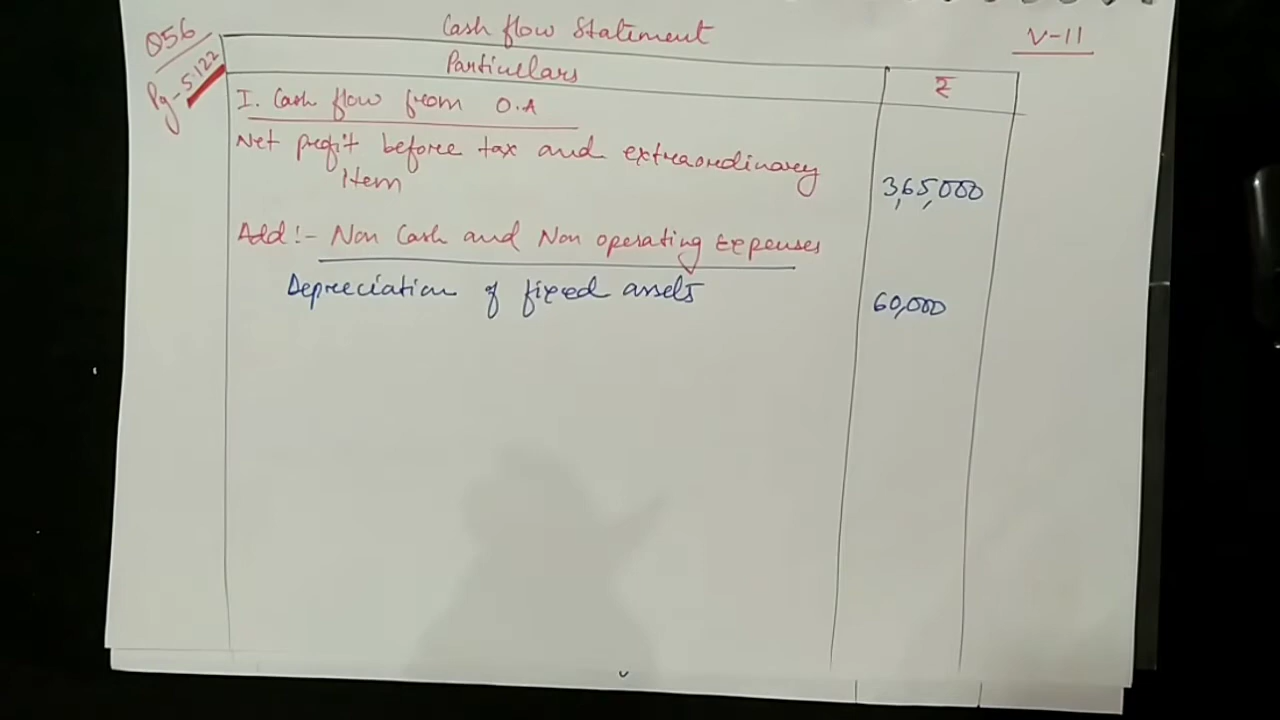 Cash flow Statement
V-11
Q56
Pg-5.122
Particulars
₹
I. Cash flow from O.A
Net profit before tax and extraordinary
Item
3,65,000
Add:- Non Cash and Non operating Expenses
Depreciation of fixed assets
60,000